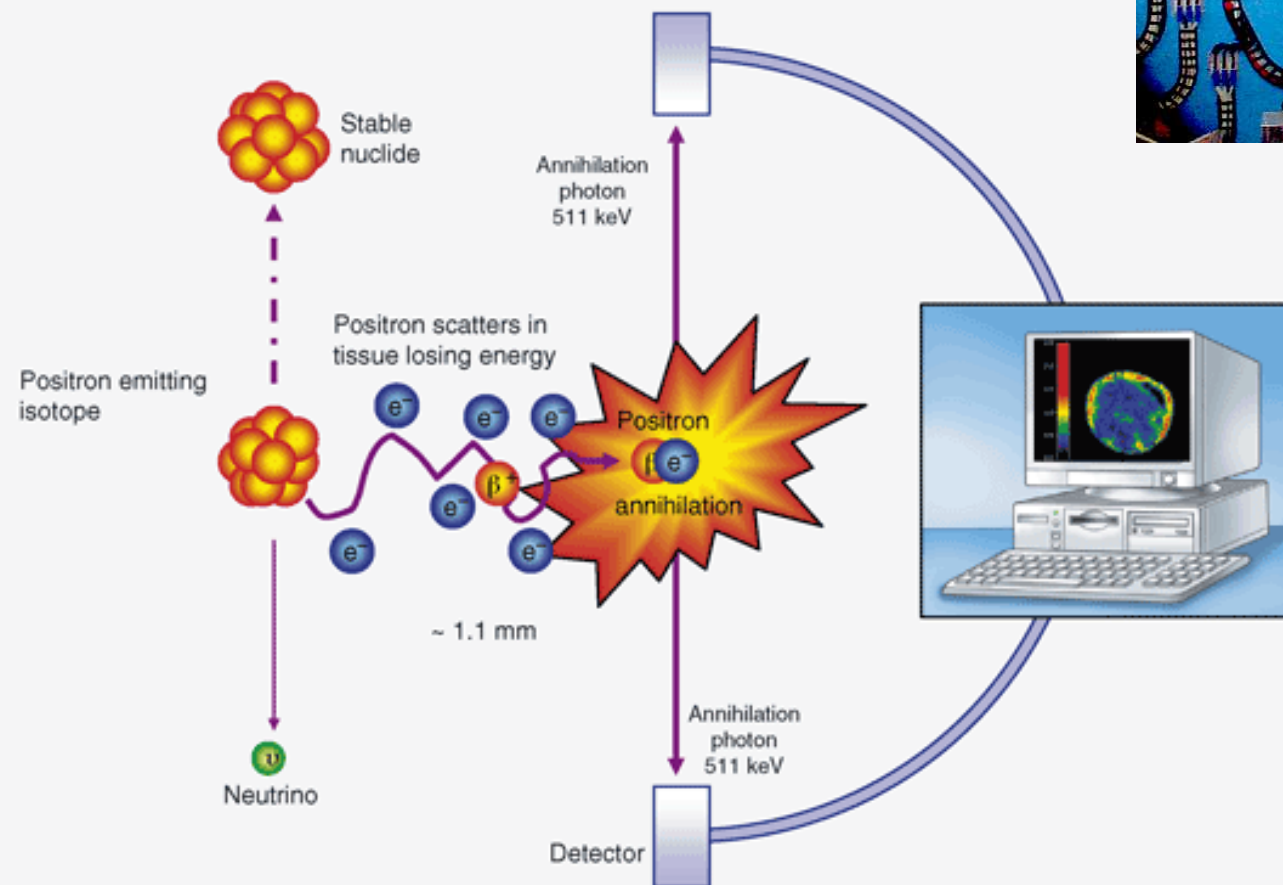 Stable
nuclide
Annihilation
photon
511 keV
Positron scatters in
tissue losing energy
Positron emitting
isotope
e⁻
e⁻
e⁻
Positron
β
e⁻
β⁺
e⁻
annihilation
e⁻
e⁻
~ 1.1 mm
Annihilation
photon
511 keV
υ
Neutrino
Detector